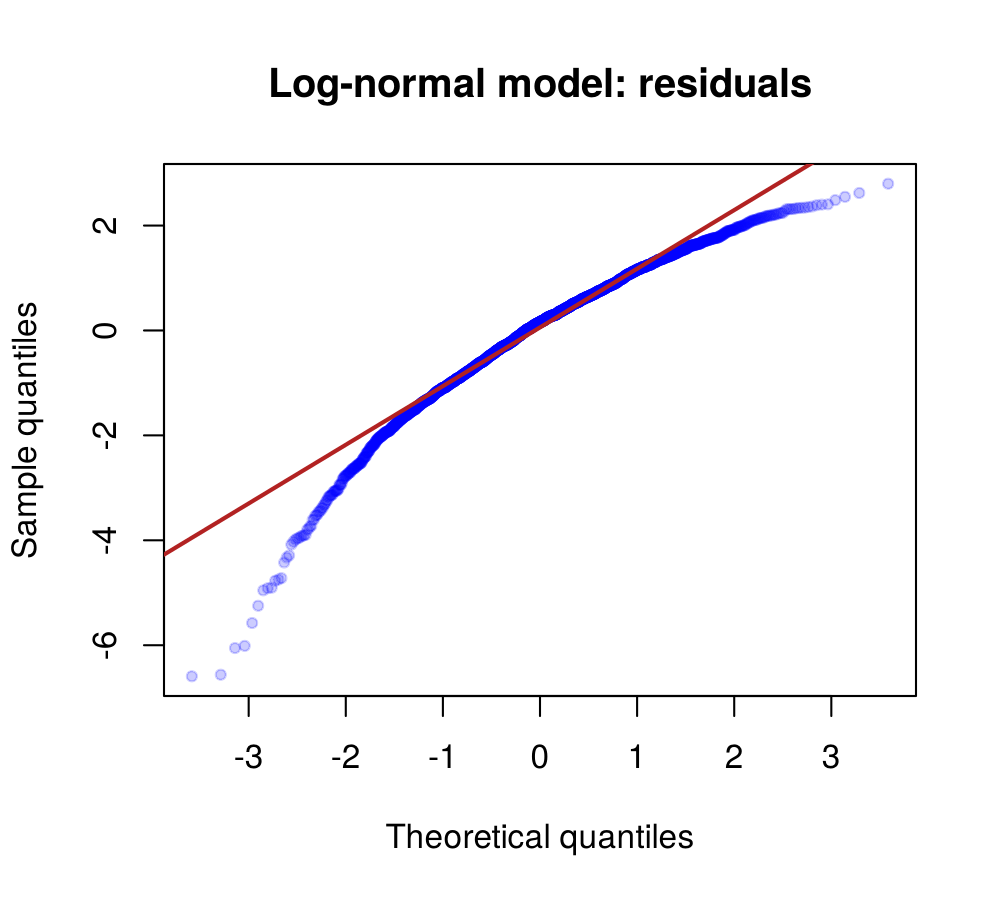 Log-normal model: residuals
Sample quantiles
2
0
-2
-4
-6
-3 -2 -1 0 1 2 3
Theoretical quantiles